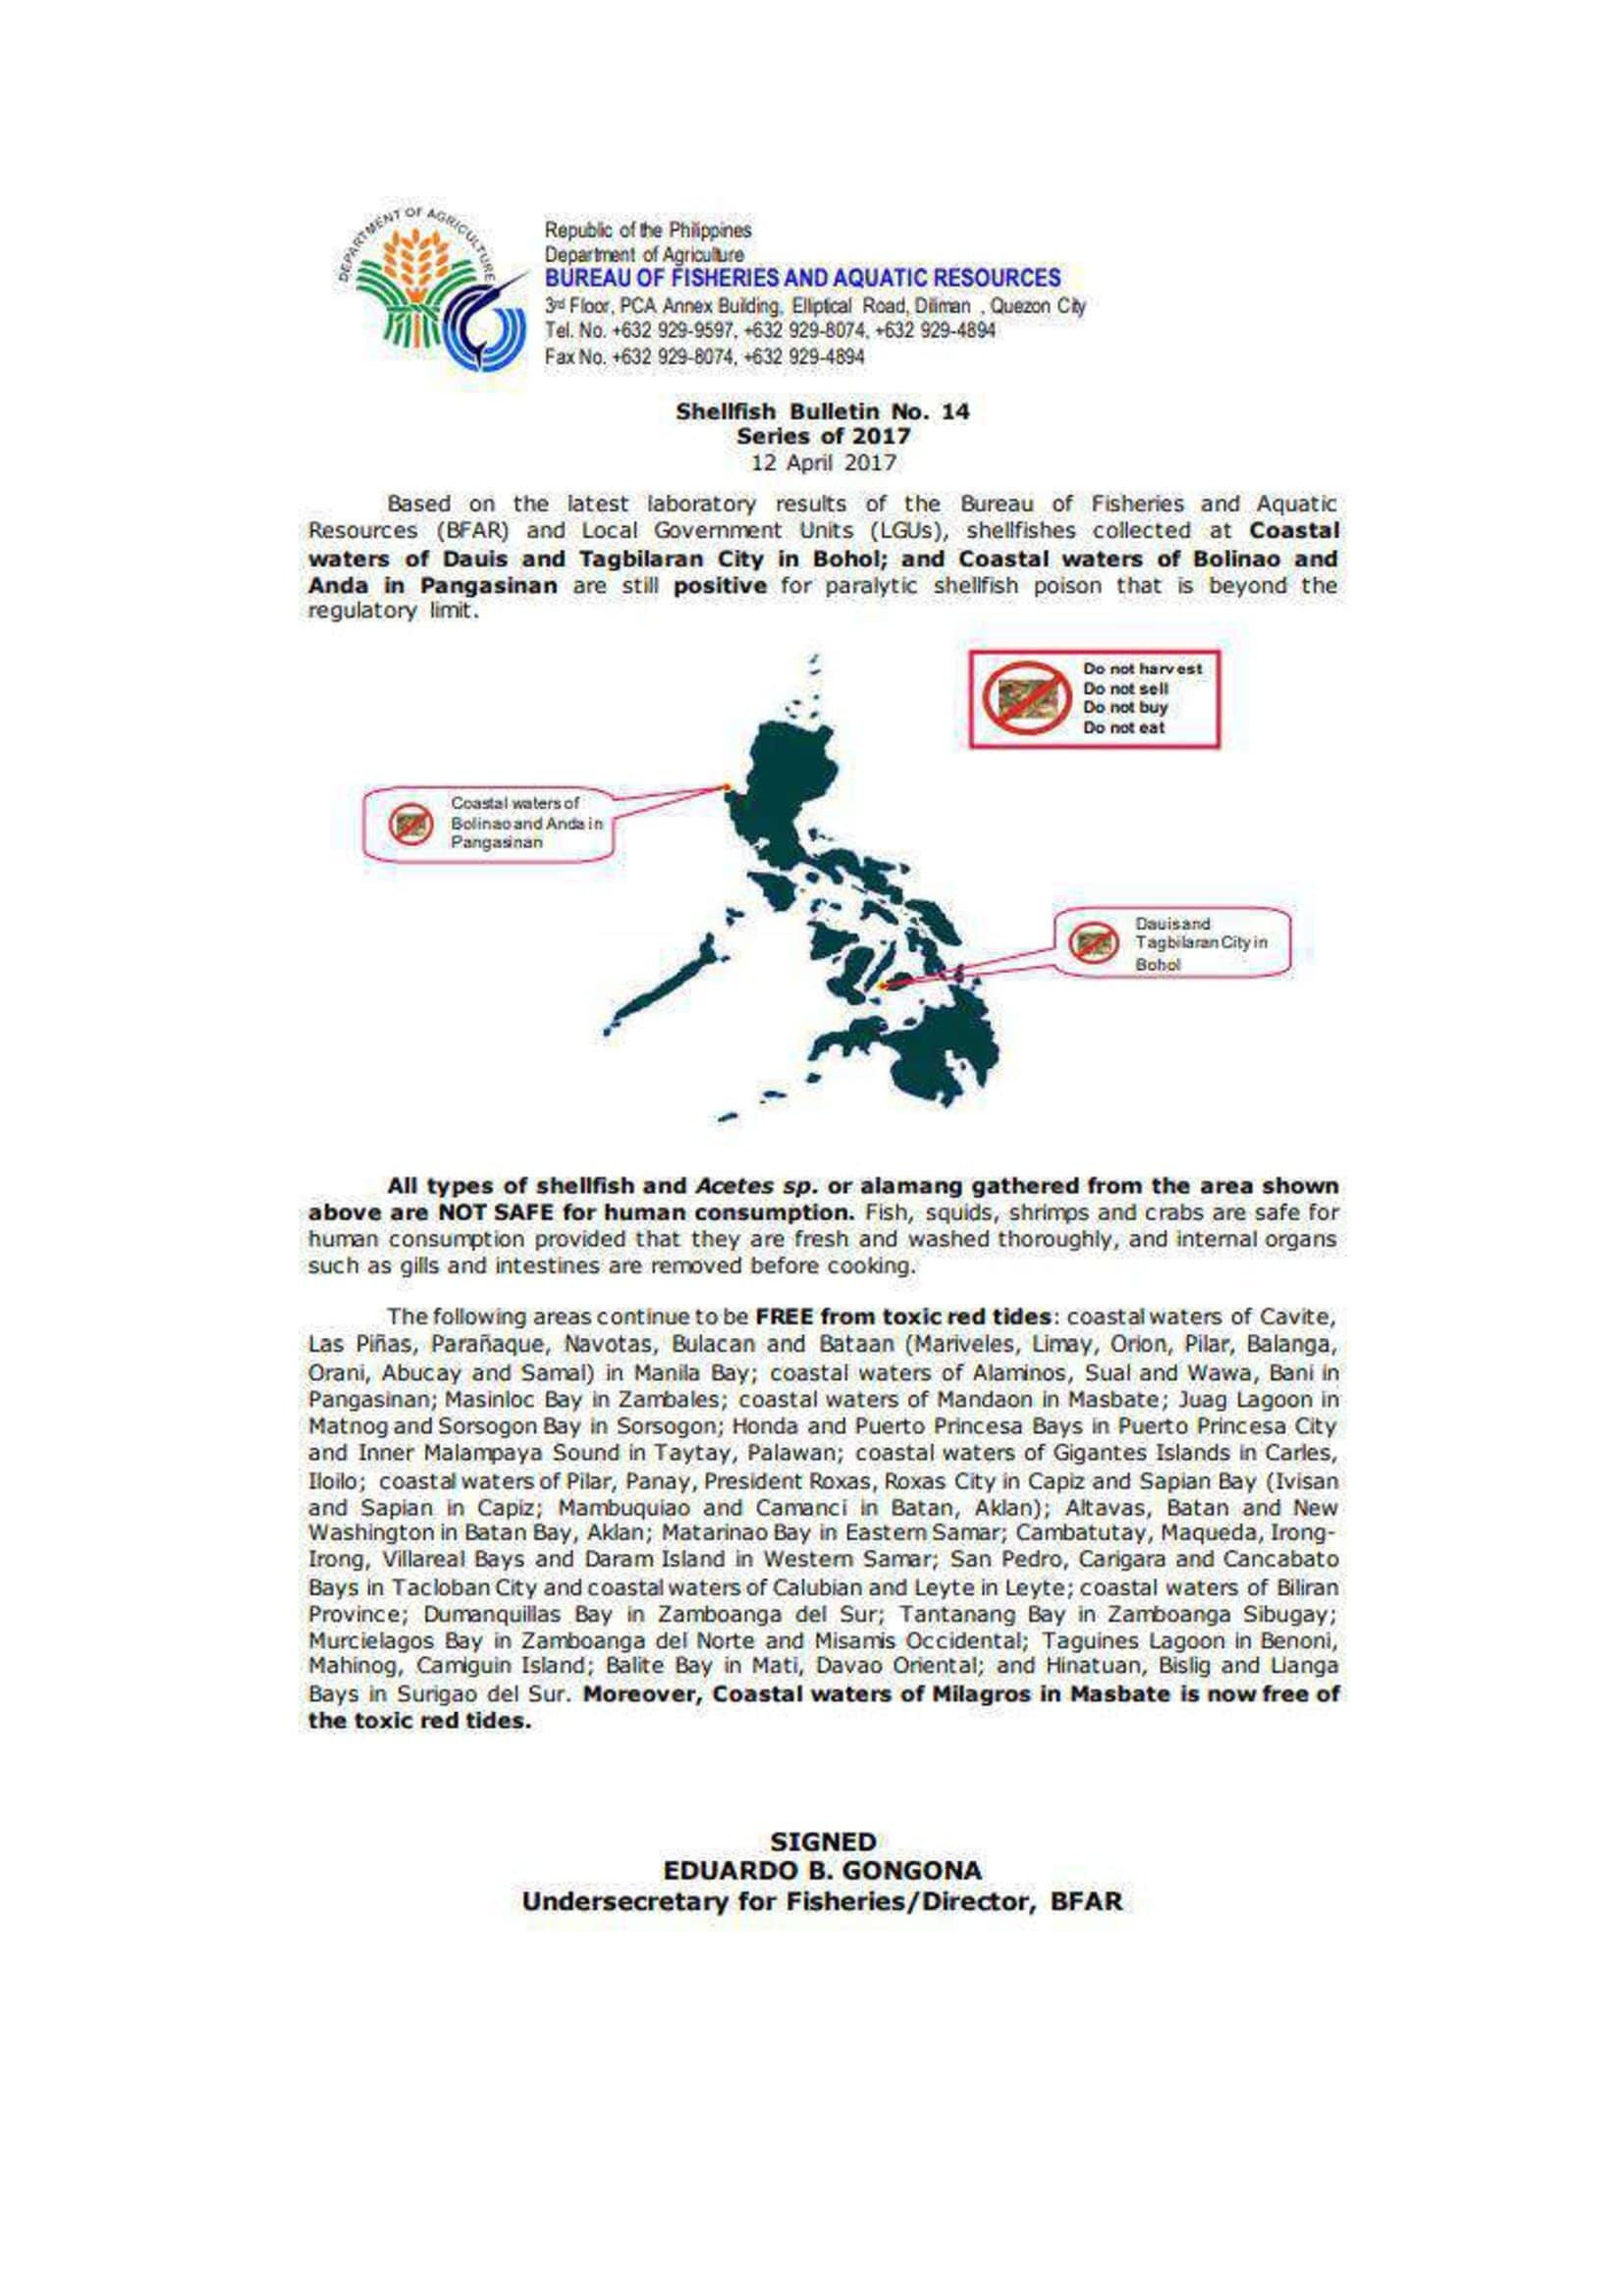 DEPARTMENT OF AGRICULTURE
Republic of the Philippines
Department of Agriculture
BUREAU OF FISHERIES AND AQUATIC RESOURCES
3rd Floor, PCA Annex Building, Elliptical Road, Diliman , Quezon City
Tel. No. +632 929-9597, +632 929-8074, +632 929-4894
Fax No. +632 929-8074, +632 929-4894
Shellfish Bulletin No. 14
Series of 2017
12 April 2017
Based on the latest laboratory results of the Bureau of Fisheries and Aquatic
Resources (BFAR) and Local Government Units (LGUs), shellfishes collected at Coastal
waters of Dauis and Tagbilaran City in Bohol; and Coastal waters of Bolinao and
Anda in Pangasinan are still positive for paralytic shellfish poison that is beyond the
regulatory limit.
Do not harvest
Do not sell
Do not buy
Do not eat
Coastal waters of
Bolinao and Anda in
Pangasinan
Dauis and
Tagbilaran City in
Bohol
All types of shellfish and Acetes sp. or alamang gathered from the area shown
above are NOT SAFE for human consumption. Fish, squids, shrimps and crabs are safe for
human consumption provided that they are fresh and washed thoroughly, and internal organs
such as gills and intestines are removed before cooking.
The following areas continue to be FREE from toxic red tides: coastal waters of Cavite,
Las Piñas, Parañaque, Navotas, Bulacan and Bataan (Mariveles, Limay, Orion, Pilar, Balanga,
Orani, Abucay and Samal) in Manila Bay; coastal waters of Alaminos, Sual and Wawa, Bani in
Pangasinan; Masinloc Bay in Zambales; coastal waters of Mandaon in Masbate; Juag Lagoon in
Matnog and Sorsogon Bay in Sorsogon; Honda and Puerto Princesa Bays in Puerto Princesa City
and Inner Malampaya Sound in Taytay, Palawan; coastal waters of Gigantes Islands in Carles,
Iloilo; coastal waters of Pilar, Panay, President Roxas, Roxas City in Capiz and Sapian Bay (Ivisan
and Sapian in Capiz; Mambuquiao and Camanci in Batan, Aklan); Altavas, Batan and New
Washington in Batan Bay, Aklan; Matarinao Bay in Eastern Samar; Cambatutay, Maqueda, Irong-
Irong, Villareal Bays and Daram Island in Western Samar; San Pedro, Carigara and Cancabato
Bays in Tacloban City and coastal waters of Calubian and Leyte in Leyte; coastal waters of Biliran
Province; Dumanquillas Bay in Zamboanga del Sur; Tantanang Bay in Zamboanga Sibugay;
Murcielagos Bay in Zamboanga del Norte and Misamis Occidental; Taguines Lagoon in Benoni,
Mahinog, Camiguin Island; Balite Bay in Mati, Davao Oriental; and Hinatuan, Bislig and Lianga
Bays in Surigao del Sur. Moreover, Coastal waters of Milagros in Masbate is now free of
the toxic red tides.
SIGNED
EDUARDO B. GONGONA
Undersecretary for Fisheries/Director, BFAR